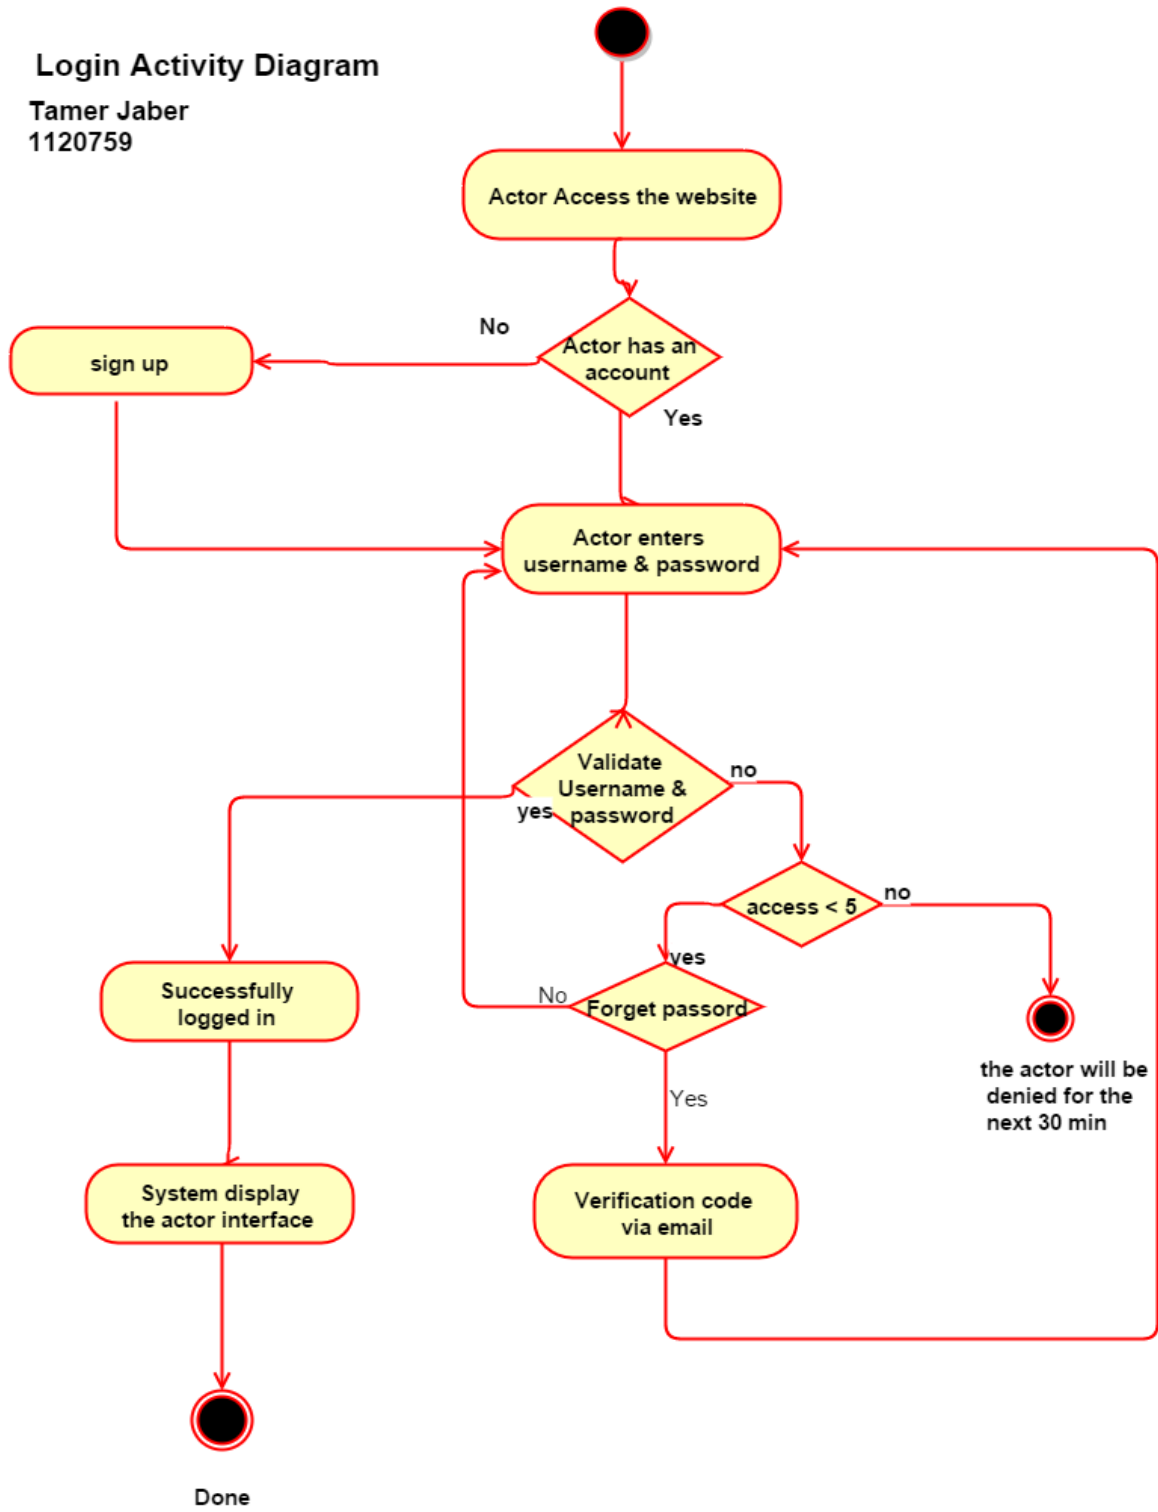 Login Activity Diagram
Tamer Jaber
1120759
Actor Access the website
No
Actor has an
account
sign up
Yes
Actor enters
username & password
Validate
Username &
password
no
yes
access < 5
no
yes
No
Forget passord
Successfully
logged in
the actor will be
denied for the
next 30 min
Yes
System display
the actor interface
Verification code
via email
Done